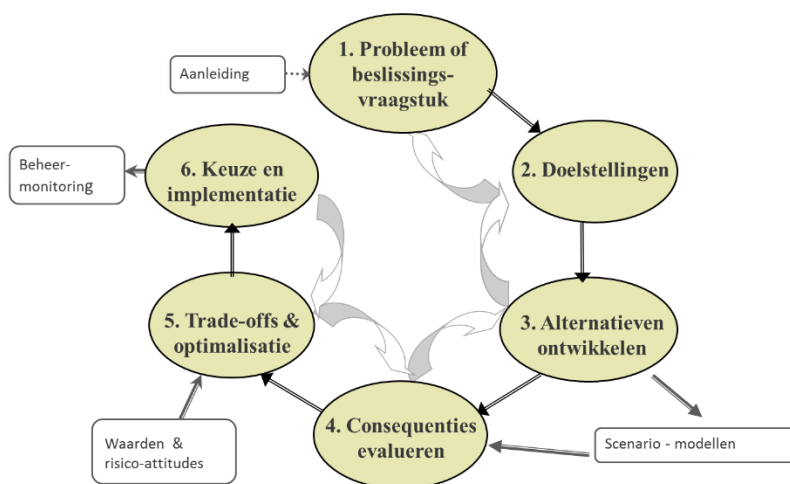 1. Probleem of
beslissings-
vraagstuk
Aanleiding
2. Doelstellingen
3. Alternatieven
ontwikkelen
Scenario - modellen
4. Consequenties
evalueren
5. Trade-offs &
optimalisatie
Waarden &
risico-attitudes
6. Keuze en
implementatie
Beheer-
monitoring